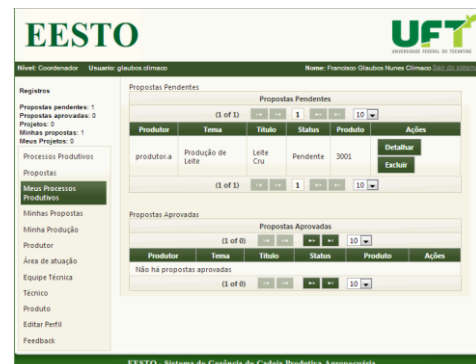 EESTO
UFT
UNIVERSIDADE FEDERAL DO TOCANTINS
Nível: Coordenador Usuario: glaubos.climaco Nome: Francisco Glaubos Nunes Climaco Sair do sistema
Registros
Propostas pendentes: 1
Propostas aprovadas: 0
Projetos: 0
Minhas propostas: 1
Meus Projetos: 0
Processos Produtivos
Propostas
Meus Processos Produtivos
Minhas Propostas
Minha Produção
Produtor
Área de atuação
Equipe Técnica
Técnico
Produto
Editar Perfil
Feedback
Propostas Pendentes
Propostas Pendentes
(1 of 1) 1 10
Produtor Tema Título Status Produto Ações
produtor.a Produção de Leite Leite Cru Pendente 3001 Detalhar Excluir
(1 of 1) 1 10
Propostas Aprovadas
Propostas Aprovadas
(1 of 0) 10
Produtor Tema Título Status Produto Ações
Não há propostas aprovadas
(1 of 0) 10
EESTO - Sistema de Gerência de Cadeia Produtiva Agropecuária